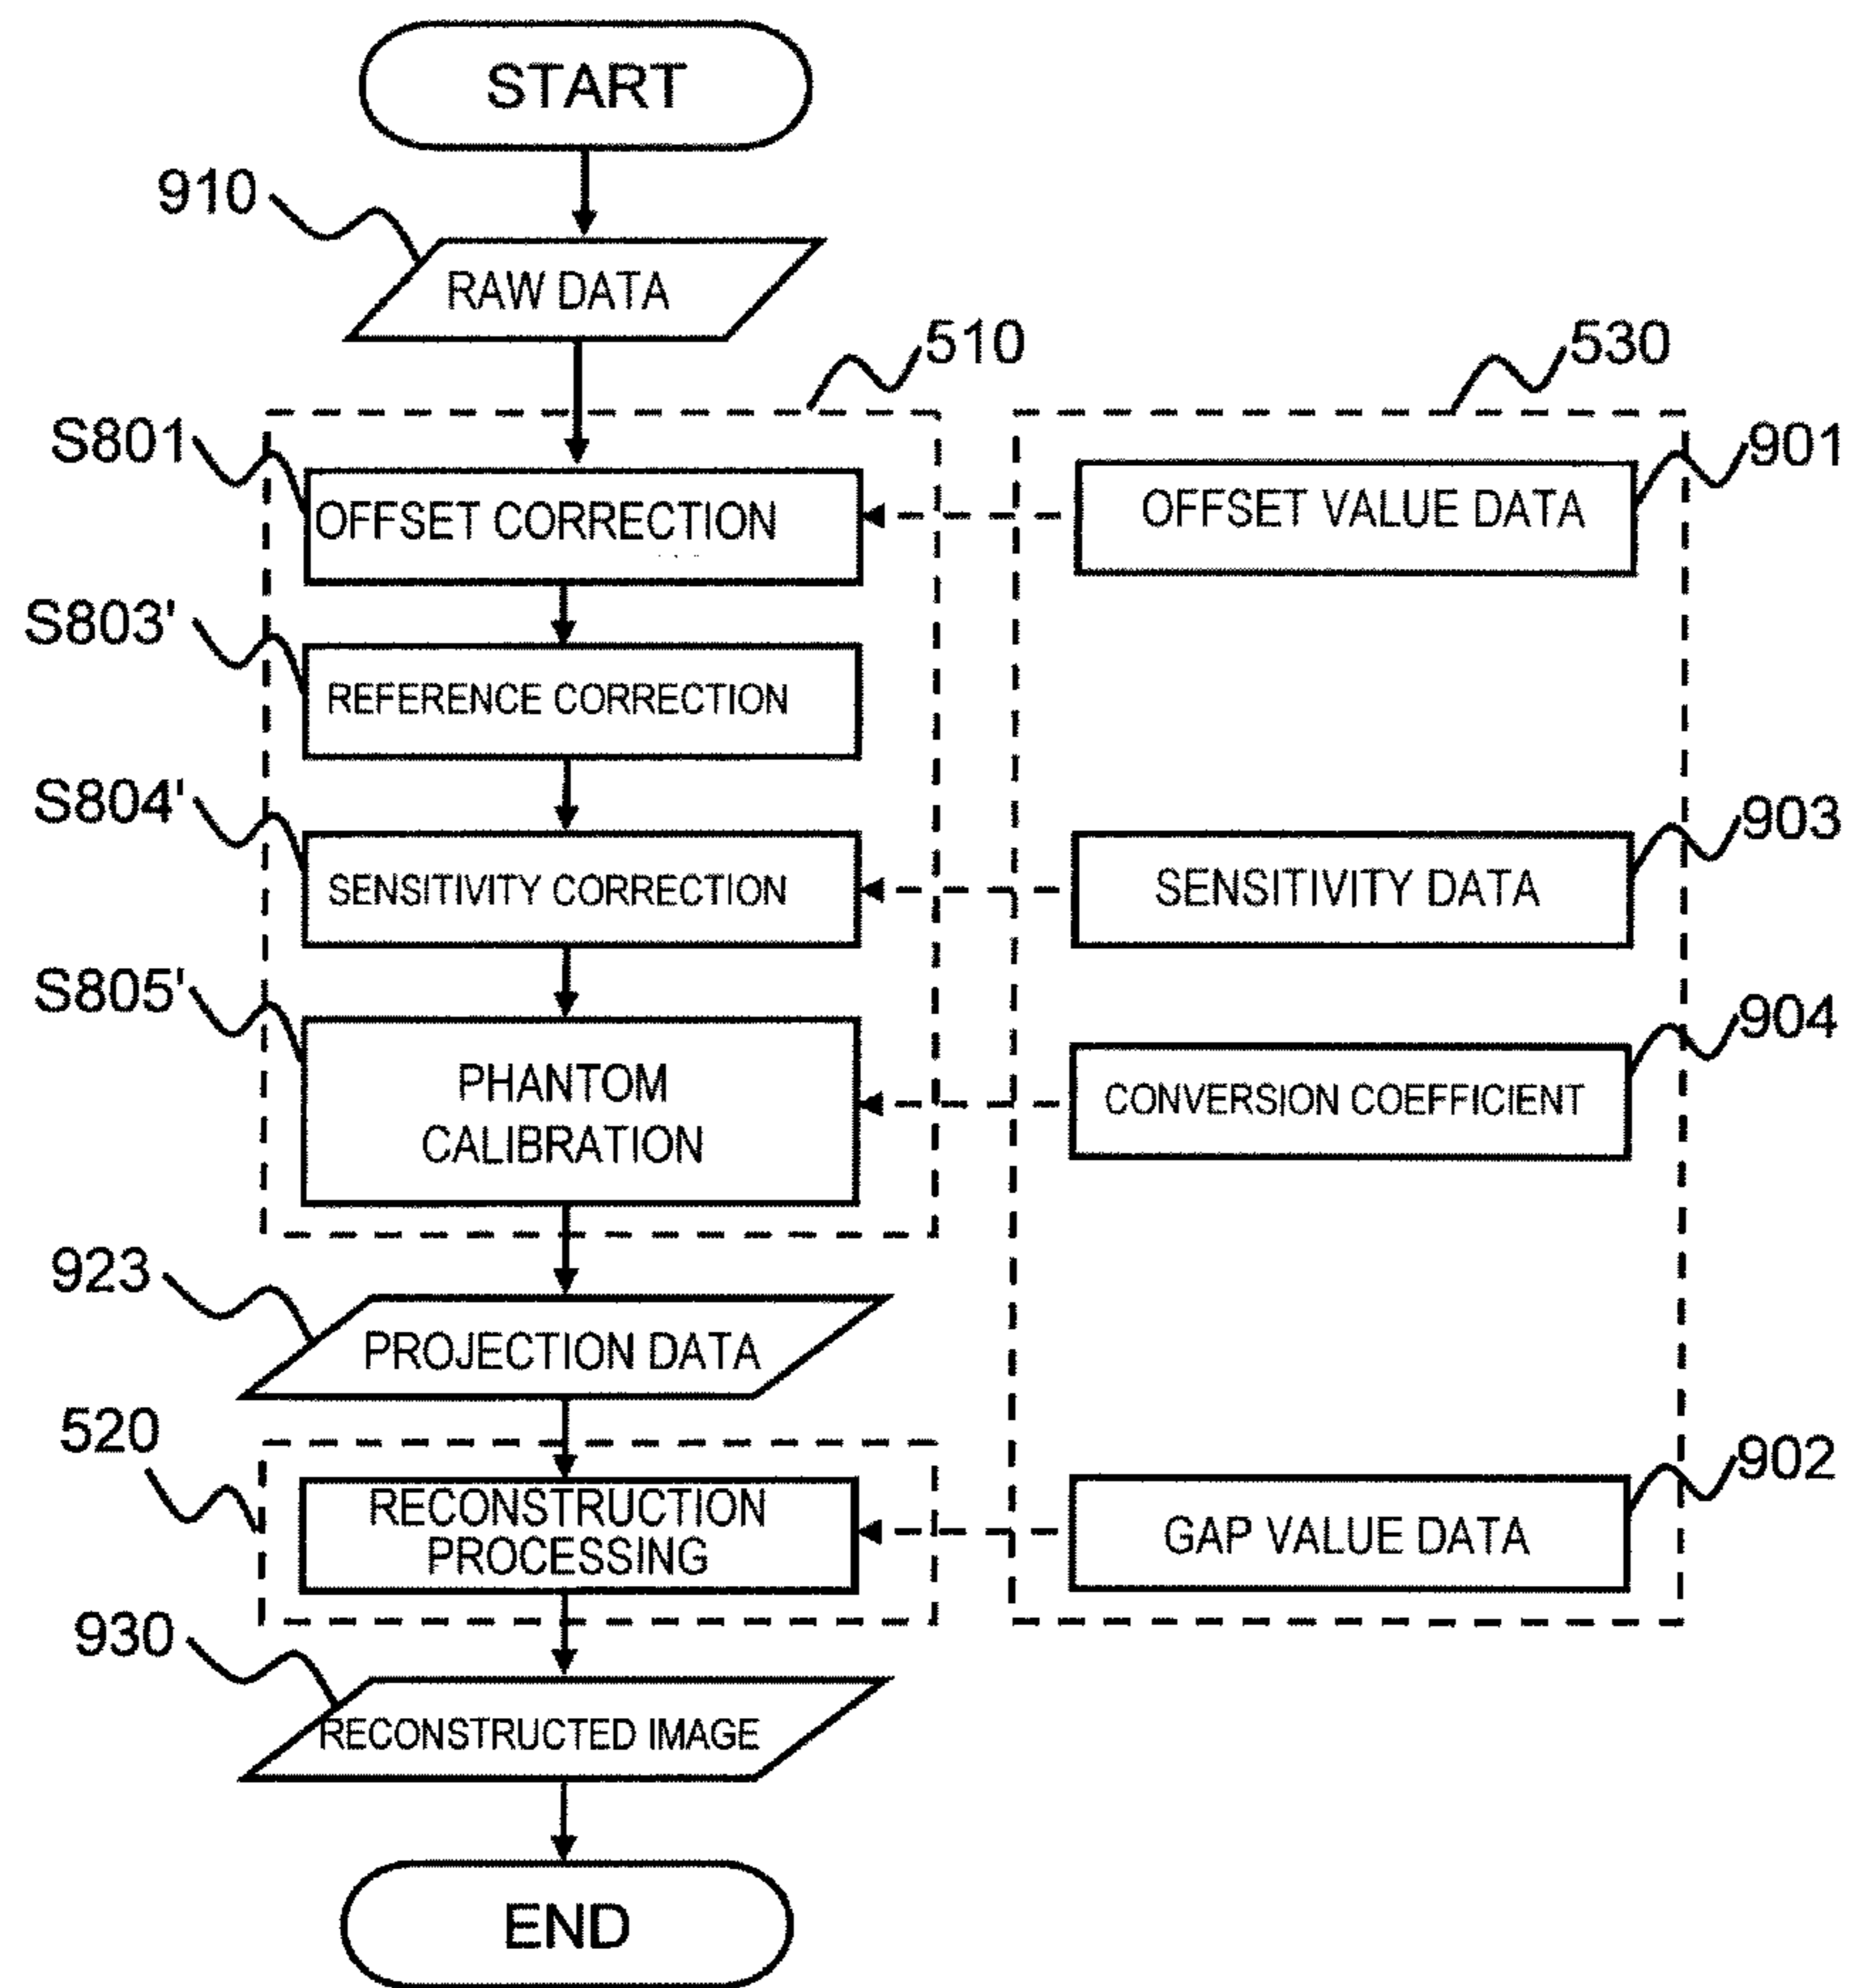 START
910
RAW DATA
510
530
S801
OFFSET CORRECTION
OFFSET VALUE DATA
901
S803'
REFERENCE CORRECTION
S804'
SENSITIVITY CORRECTION
SENSITIVITY DATA
903
S805'
PHANTOM
CALIBRATION
CONVERSION COEFFICIENT
904
923
PROJECTION DATA
520
RECONSTRUCTION
PROCESSING
GAP VALUE DATA
902
930
RECONSTRUCTED IMAGE
END